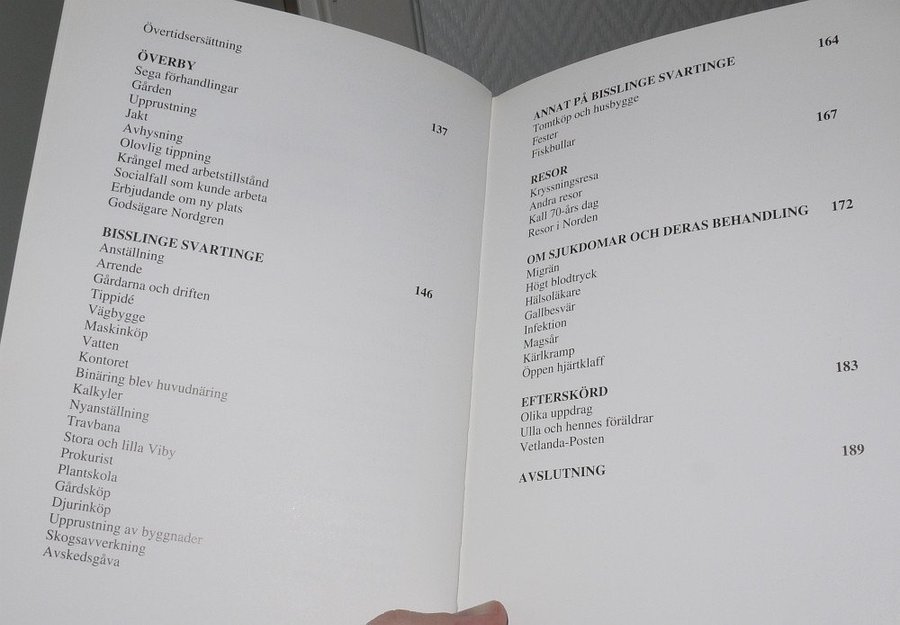 Övertidsersättning
ÖVERBY 137
Sega förhandlingar
Gården
Upprustning
Jakt
Avhysning
Olovlig tippning
Krångel med arbetstillstånd
Socialfall som kunde arbeta
Erbjudande om ny plats
Godsägare Nordgren
BISSLINGE SVARTINGE 146
Anställning
Arrende
Gårdarna och driften
Tippidé
Vägbygge
Maskinköp
Vatten
Kontoret
Binäring blev huvudnäring
Kalkyler
Nyanställning
Travbana
Stora och lilla Viby
Prokurist
Plantskola
Gårdsköp
Djurinköp
Upprustning av byggnader
Skogsavverkning
Avskedsgåva
ANNAT PÅ BISSLINGE SVARTINGE 164
Tomtköp och husbygge
Fester
Fiskbullar
RESOR 167
Kryssningsresa
Andra resor
Kall 70-års dag
Resor i Norden
OM SJUKDOMAR OCH DERAS BEHANDLING 172
Migrän
Högt blodtryck
Hälsoläkare
Gallbesvär
Infektion
Magsår
Kärlkramp
Öppen hjärtklaff
EFTERSKÖRD 183
Olika uppdrag
Ulla och hennes föräldrar
Vetlanda-Posten
AVSLUTNING 189